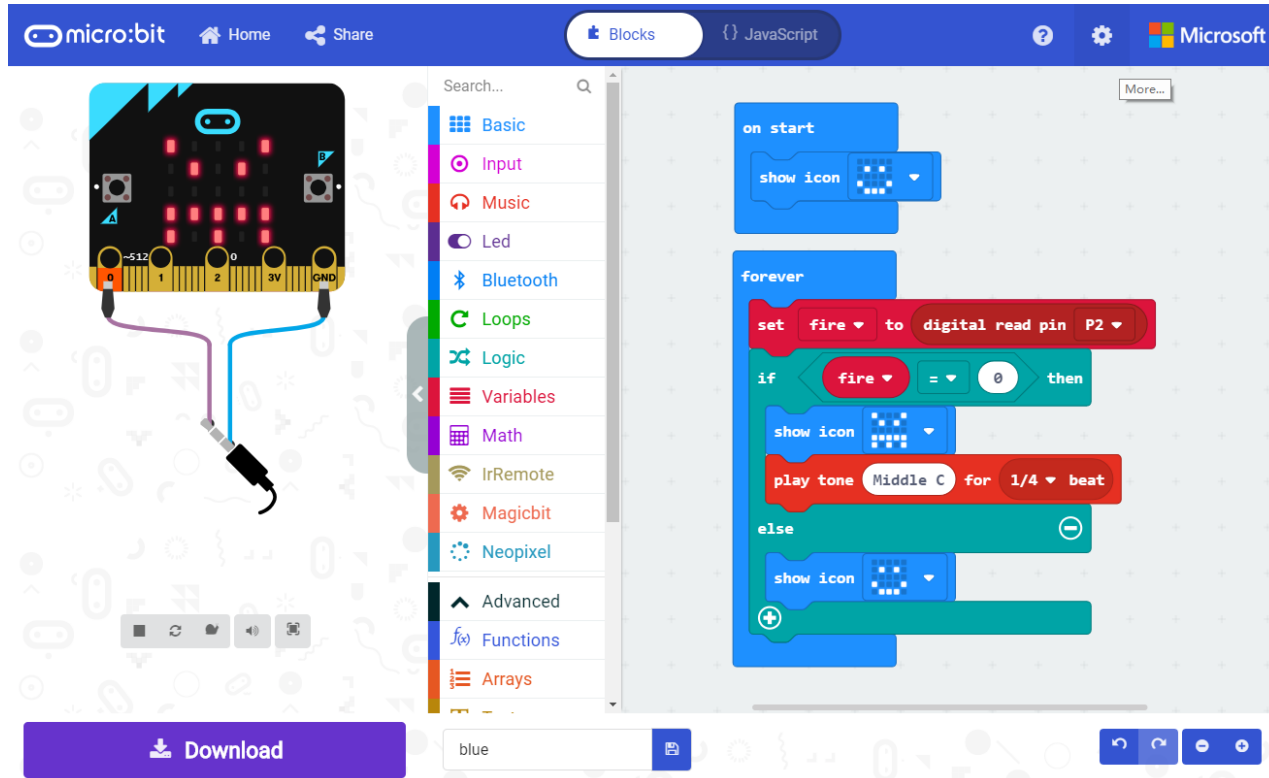 micro:bit Home Share Blocks {} JavaScript ? Microsoft
More...
B
A
~512 0
0 1 2 3V GND
Search...
Basic
Input
Music
Led
Bluetooth
Loops
Logic
Variables
Math
IrRemote
Magicbit
Neopixel
Advanced
f(x) Functions
Arrays
on start
show icon
forever
set fire to digital read pin P2
if fire = 0 then
show icon
play tone Middle C for 1/4 beat
else
show icon
Download
blue